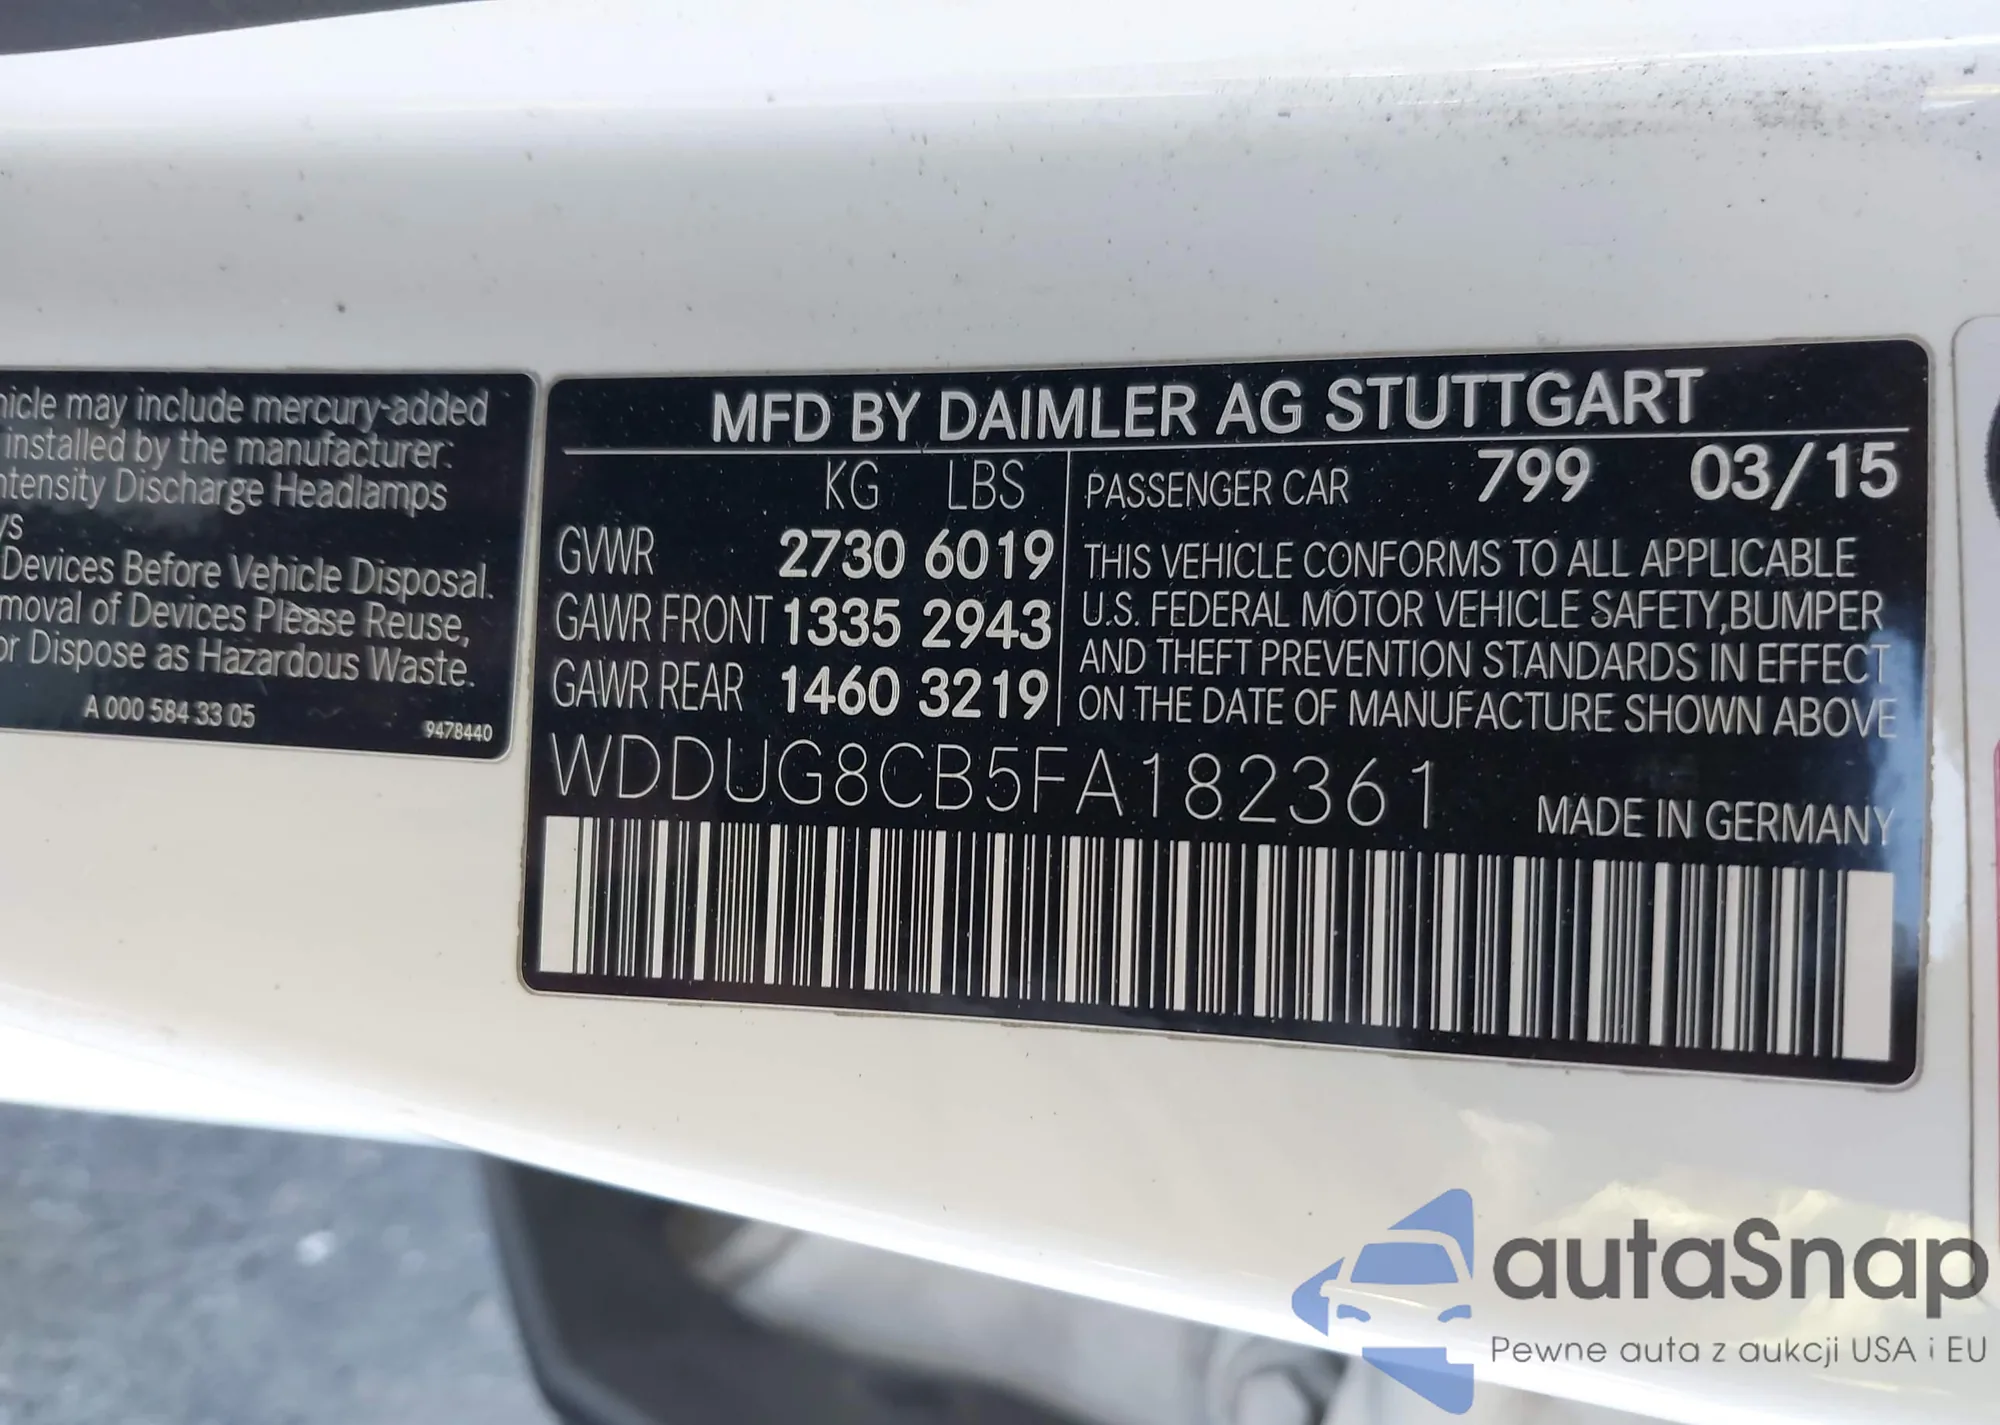 hicle may include mercury-added
installed by the manufacturer:
ntensity Discharge Headlamps
ys
Devices Before Vehicle Disposal.
moval of Devices Please Reuse,
or Dispose as Hazardous Waste.
A 000 584 33 05
9478440
MFD BY DAIMLER AG STUTTGART
KG LBS
GVWR 2730 6019
GAWR FRONT 1335 2943
GAWR REAR 1460 3219
PASSENGER CAR 799 03/15
THIS VEHICLE CONFORMS TO ALL APPLICABLE
U.S. FEDERAL MOTOR VEHICLE SAFETY,BUMPER
AND THEFT PREVENTION STANDARDS IN EFFECT
ON THE DATE OF MANUFACTURE SHOWN ABOVE
WDDUG8CB5FA182361
MADE IN GERMANY
autaSnap
Pewne auta z aukcji USA i EU